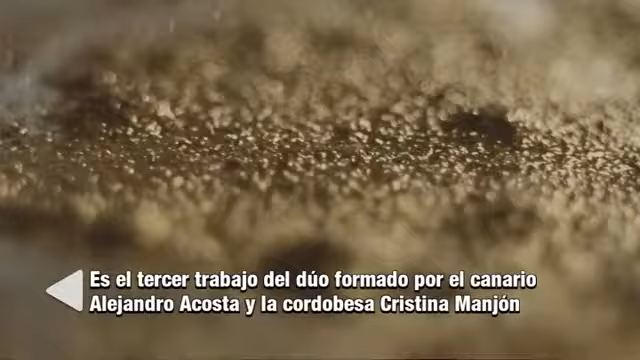 Es el tercer trabajo del dúo formado por el canario
Alejandro Acosta y la cordobesa Cristina Manjón